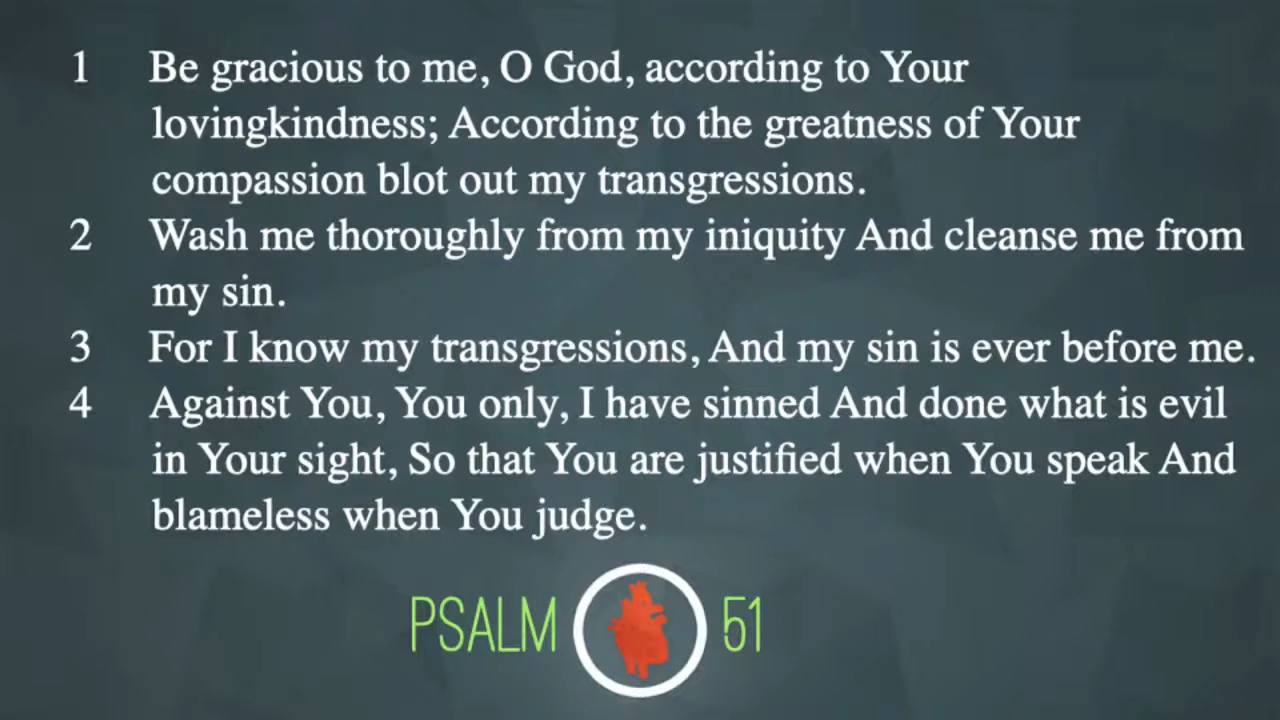 1 Be gracious to me, O God, according to Your
lovingkindness; According to the greatness of Your
compassion blot out my transgressions.
2 Wash me thoroughly from my iniquity And cleanse me from
my sin.
3 For I know my transgressions, And my sin is ever before me.
4 Against You, You only, I have sinned And done what is evil
in Your sight, So that You are justified when You speak And
blameless when You judge.
PSALM 51